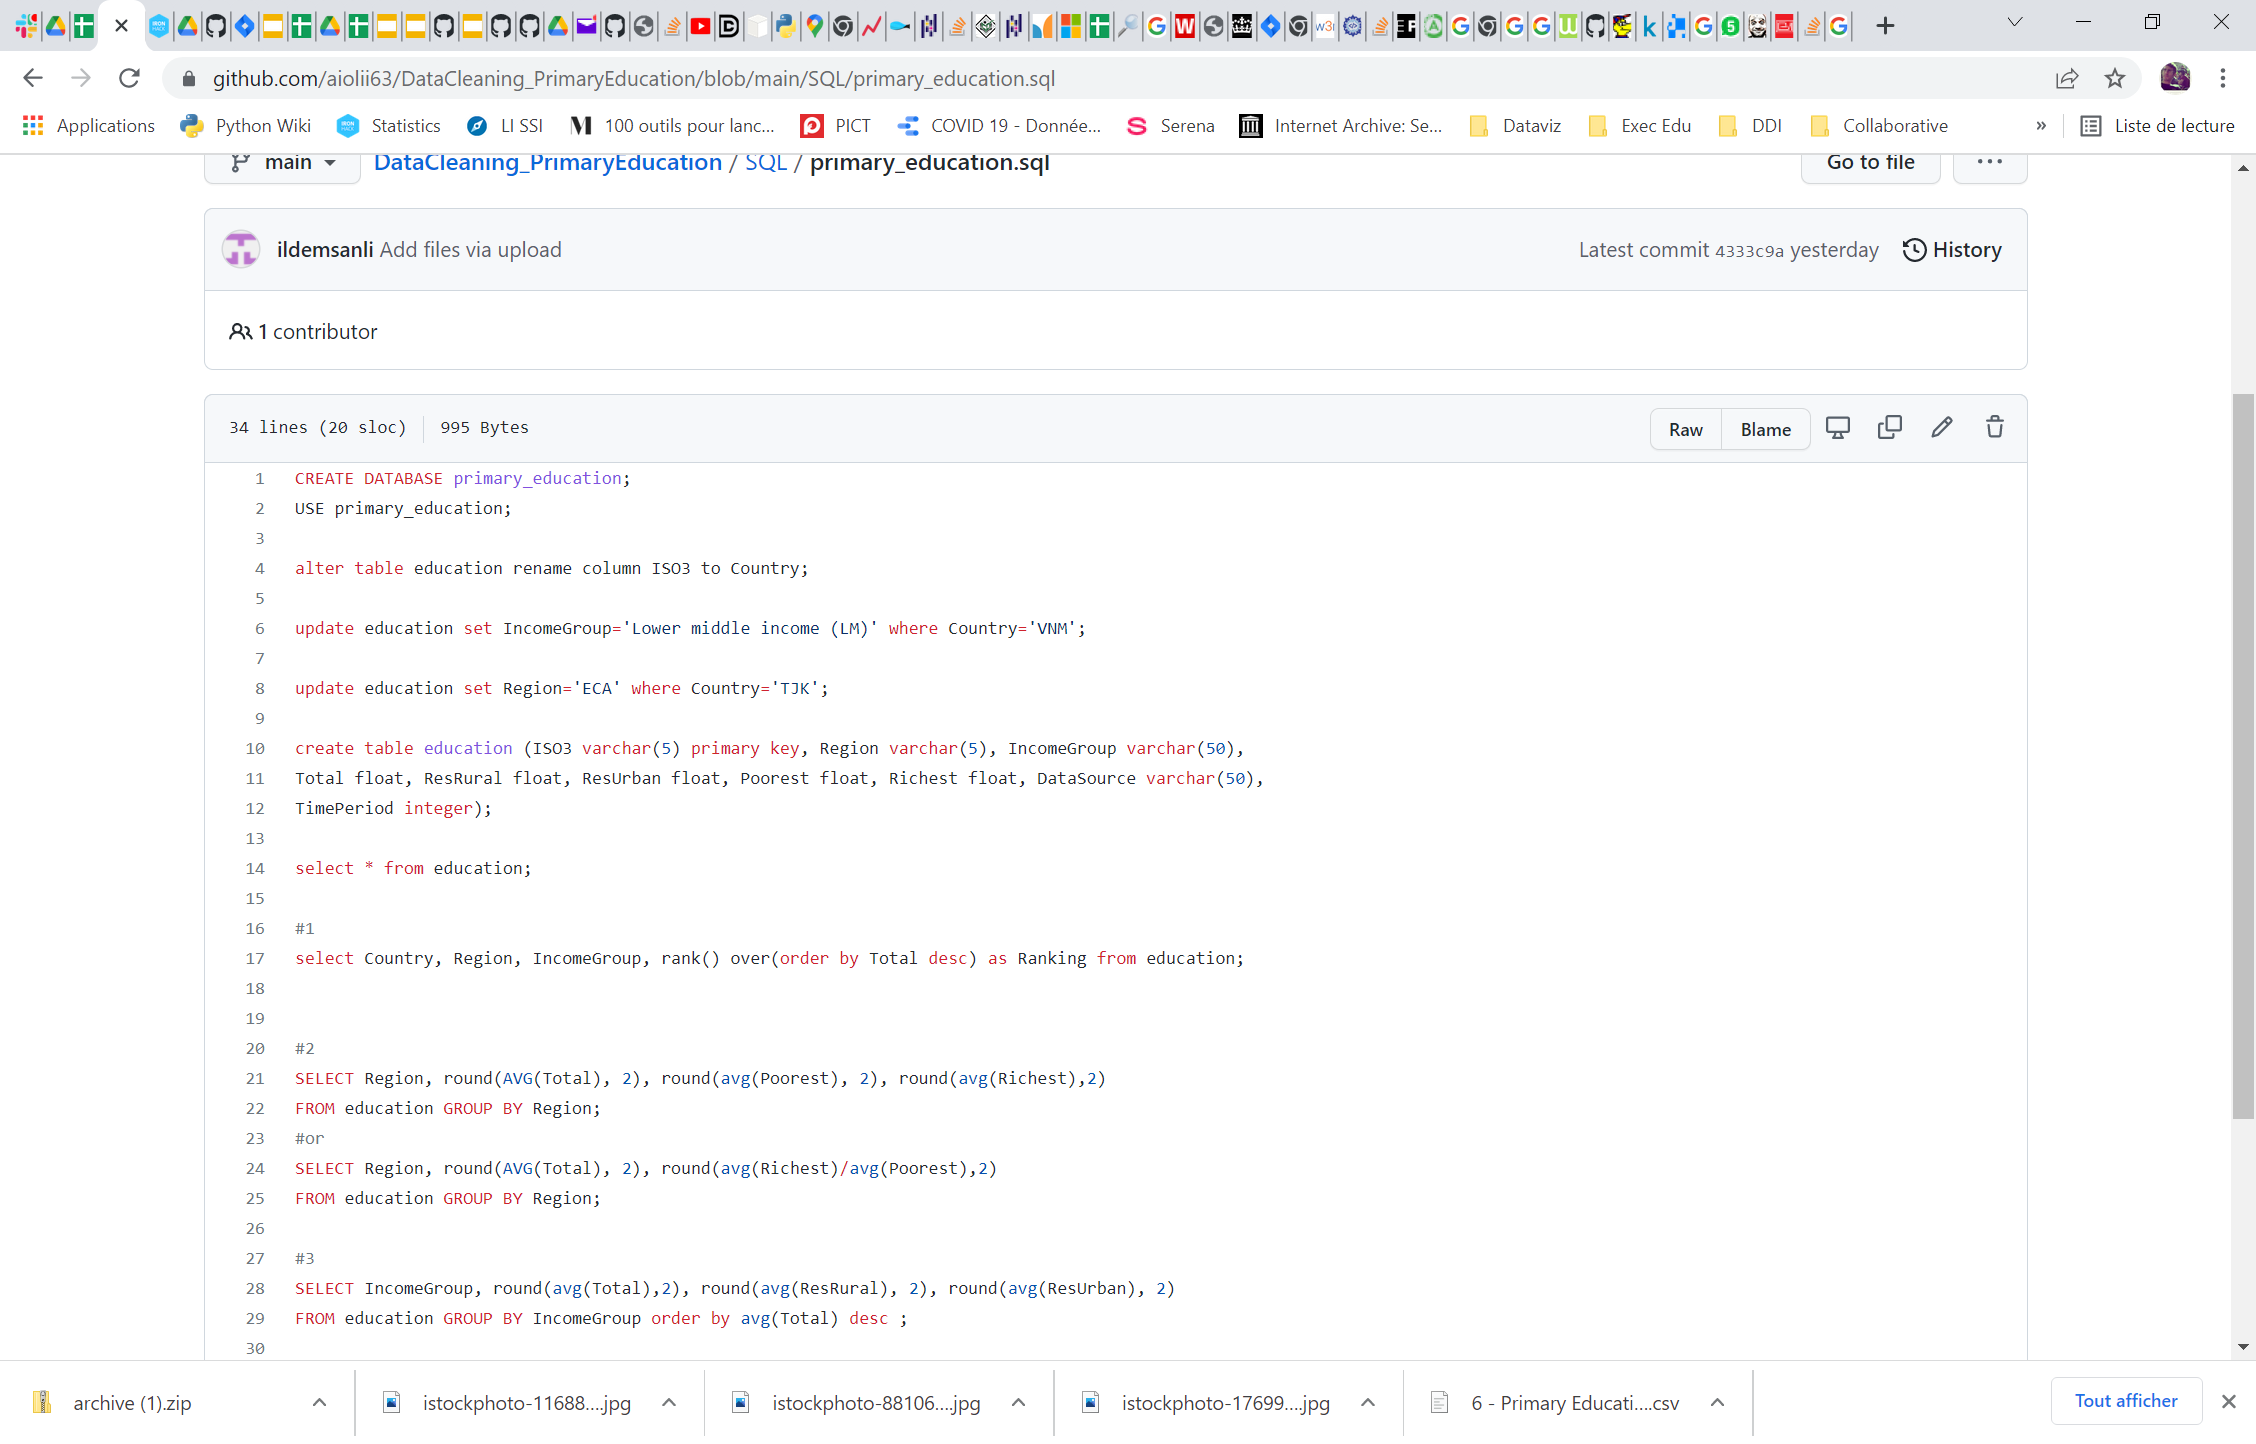 github.com/aiolii63/DataCleaning_PrimaryEducation/blob/main/SQL/primary_education.sql
Applications Python Wiki Statistics LI SSI 100 outils pour lanc... PICT COVID 19 - Donnée... Serena Internet Archive: Se... Dataviz Exec Edu DDI Collaborative » Liste de lecture
main DataCleaning_PrimaryEducation / SQL / primary_education.sql Go to file ...
ildemsanli Add files via upload Latest commit 4333c9a yesterday History
1 contributor
34 lines (20 sloc) 995 Bytes Raw Blame
1 CREATE DATABASE primary_education;
2 USE primary_education;
3
4 alter table education rename column ISO3 to Country;
5
6 update education set IncomeGroup='Lower middle income (LM)' where Country='VNM';
7
8 update education set Region='ECA' where Country='TJK';
9
10 create table education (ISO3 varchar(5) primary key, Region varchar(5), IncomeGroup varchar(50),
11 Total float, ResRural float, ResUrban float, Poorest float, Richest float, DataSource varchar(50),
12 TimePeriod integer);
13
14 select * from education;
15
16 #1
17 select Country, Region, IncomeGroup, rank() over(order by Total desc) as Ranking from education;
18
19
20 #2
21 SELECT Region, round(AVG(Total), 2), round(avg(Poorest), 2), round(avg(Richest),2)
22 FROM education GROUP BY Region;
23 #or
24 SELECT Region, round(AVG(Total), 2), round(avg(Richest)/avg(Poorest),2)
25 FROM education GROUP BY Region;
26
27 #3
28 SELECT IncomeGroup, round(avg(Total),2), round(avg(ResRural), 2), round(avg(ResUrban), 2)
29 FROM education GROUP BY IncomeGroup order by avg(Total) desc ;
30
archive (1).zip istockphoto-11688....jpg istockphoto-88106....jpg istockphoto-17699....jpg 6 - Primary Educati....csv Tout afficher